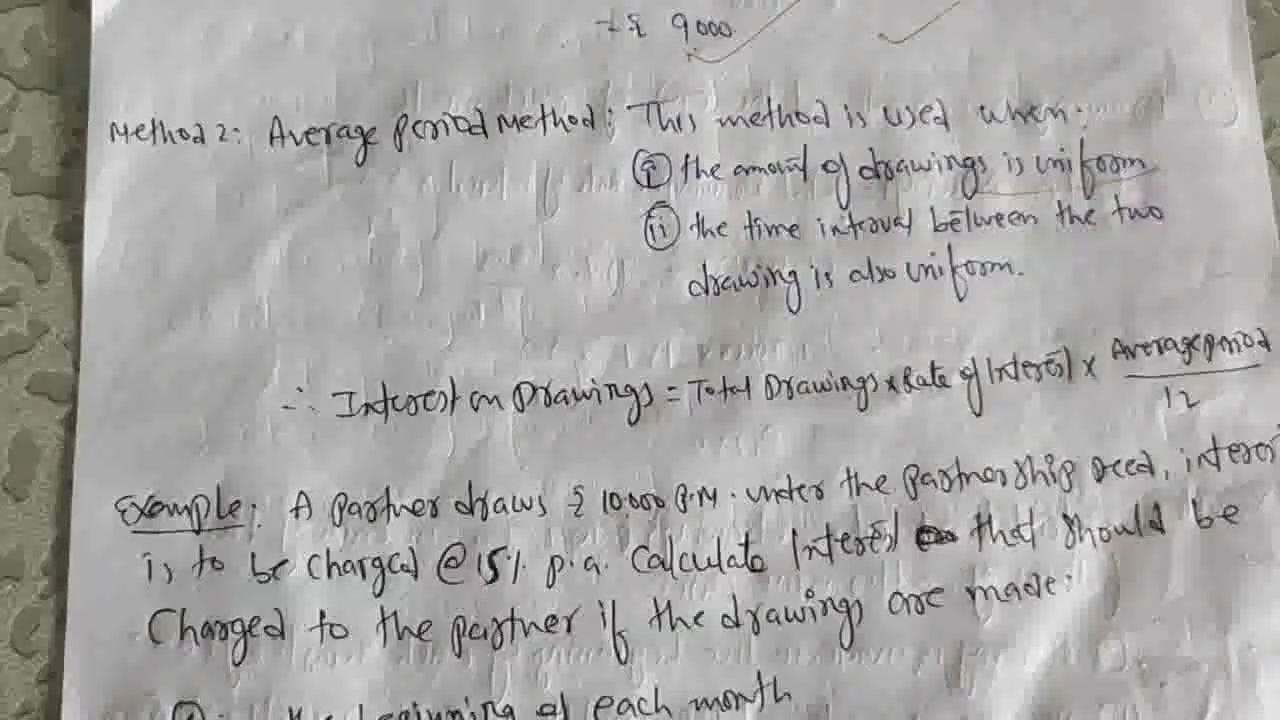 = ₹ 9000
Method 2: Average Period Method: This method is used when:
(i) the amount of drawings is uniform
(ii) the time interval between the two
drawing is also uniform.
∴ Interest on Drawings = Total Drawings x Rate of Interest x Average period
12
Example: A partner draws ₹ 10,000 P.M. under the partnership deed, interes
is to be charged @ 15% p.a. Calculate Interest that should be
Charged to the partner if the drawings are made:
beginning of each month